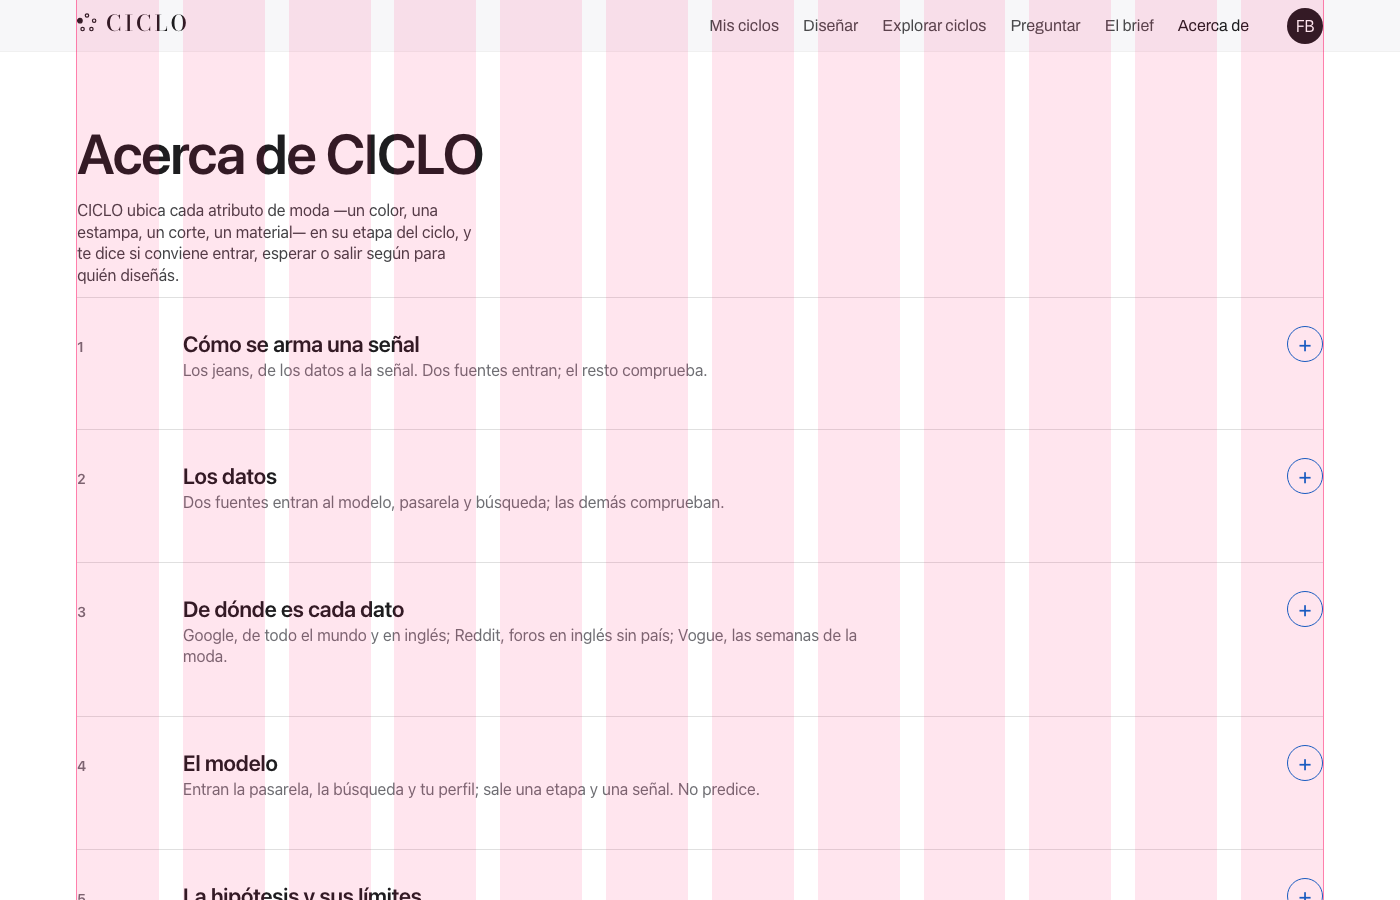 CICLO
Mis ciclos Diseñar Explorar ciclos Preguntar El brief Acerca de FB
Acerca de CICLO
CICLO ubica cada atributo de moda —un color, una
estampa, un corte, un material— en su etapa del ciclo, y
te dice si conviene entrar, esperar o salir según para
quién diseñás.
1
Cómo se arma una señal
+
Los jeans, de los datos a la señal. Dos fuentes entran; el resto comprueba.
2
Los datos
+
Dos fuentes entran al modelo, pasarela y búsqueda; las demás comprueban.
3
De dónde es cada dato
+
Google, de todo el mundo y en inglés; Reddit, foros en inglés sin país; Vogue, las semanas de la
moda.
4
El modelo
+
Entran la pasarela, la búsqueda y tu perfil; sale una etapa y una señal. No predice.
5
La hipótesis y sus límites
+